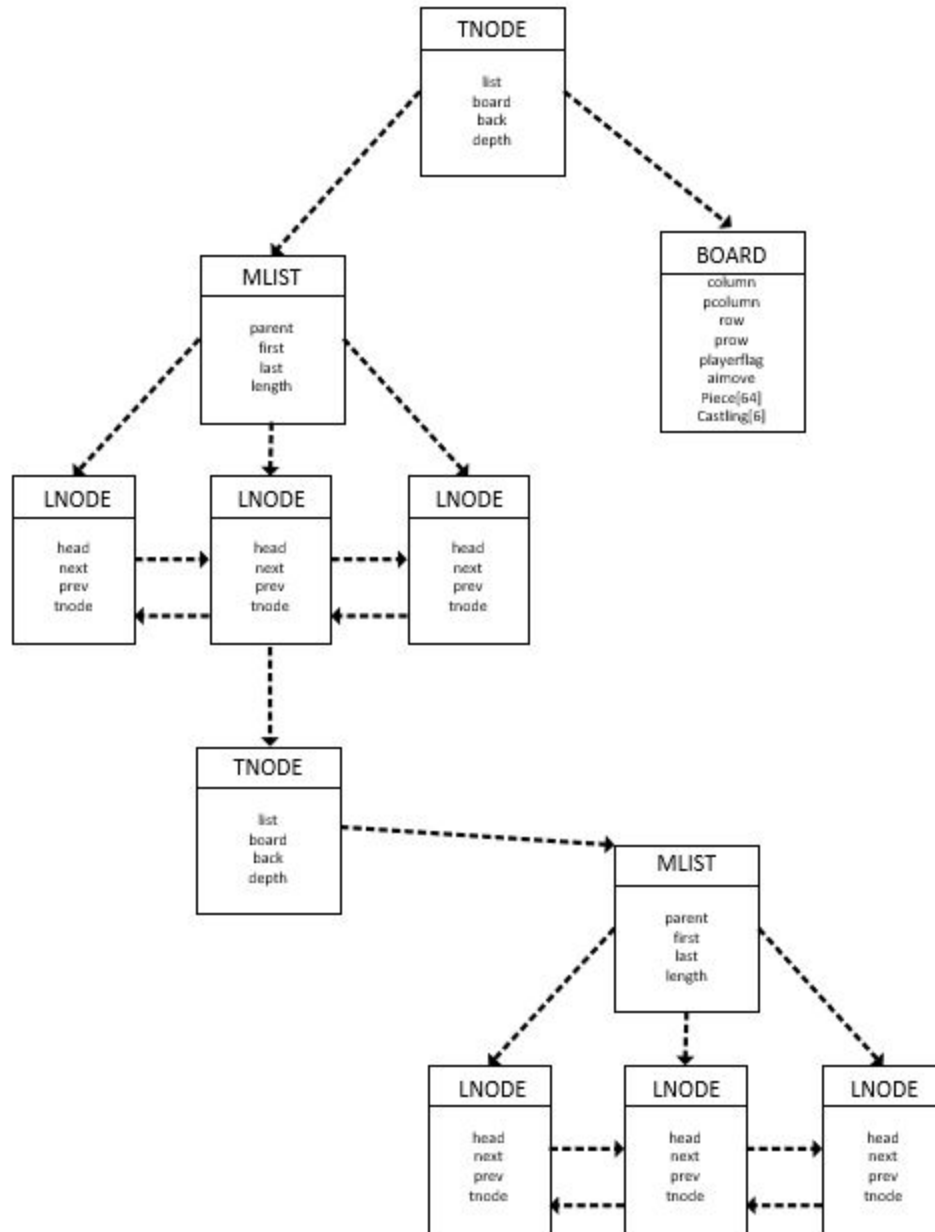 TNODE
list
board
back
depth
BOARD
column
pcolumn
row
prow
playerflag
aimove
Piece[64]
Castling[6]
MLIST
parent
first
last
length
LNODE
head
next
prev
tnode
LNODE
head
next
prev
tnode
LNODE
head
next
prev
tnode
TNODE
list
board
back
depth
MLIST
parent
first
last
length
LNODE
head
next
prev
tnode
LNODE
head
next
prev
tnode
LNODE
head
next
prev
tnode